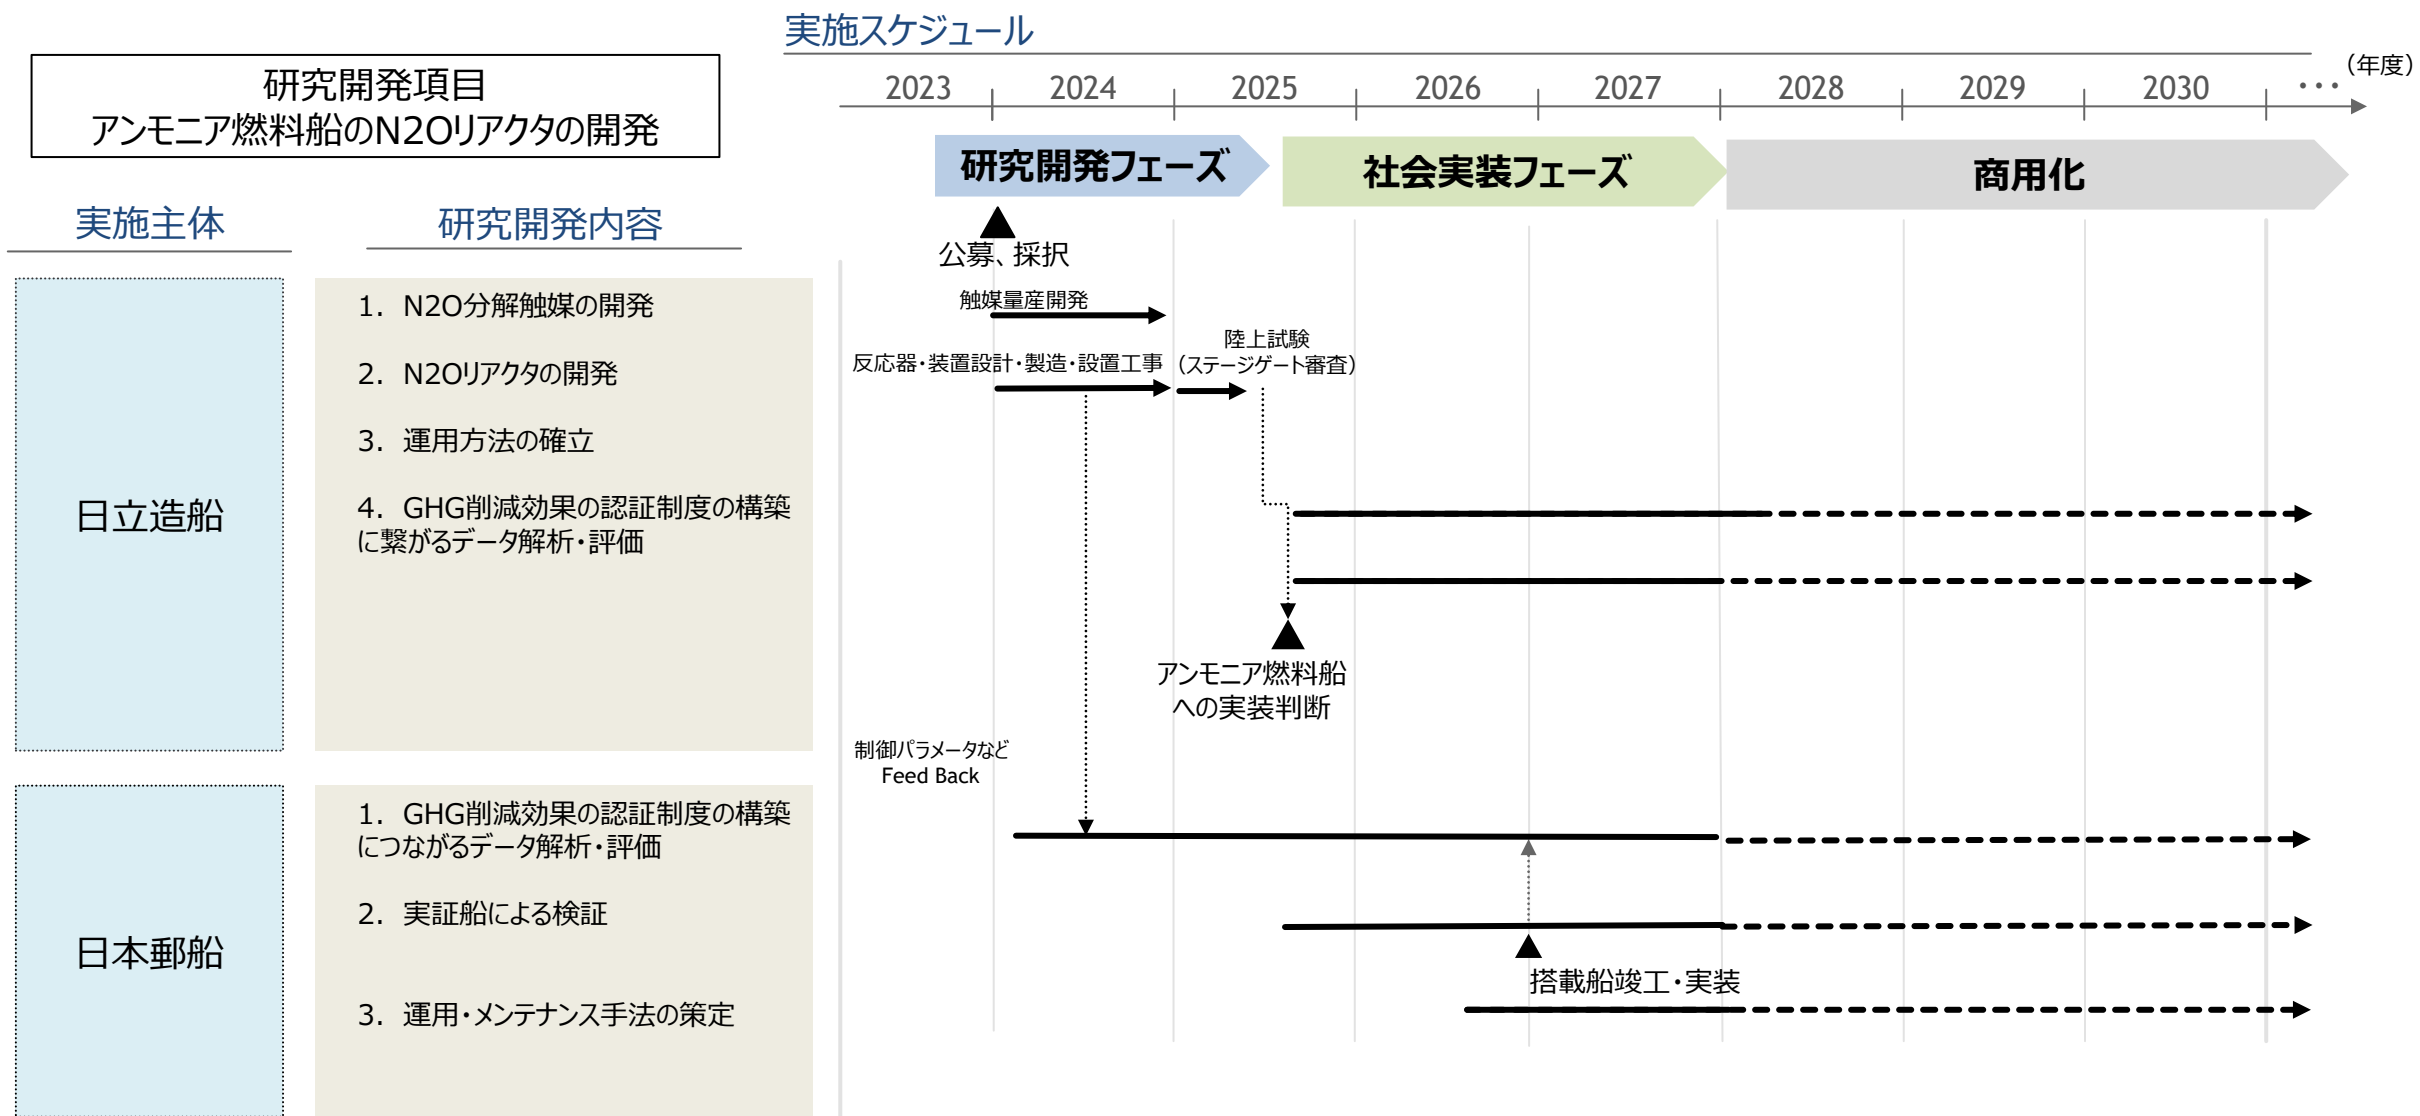 実施スケジュール
研究開発項目
アンモニア燃料船のN2Oリアクタの開発
2023 2024 2025 2026 2027 2028 2029 2030 ・・・ （年度）
研究開発フェーズ 社会実装フェーズ 商用化
実施主体 研究開発内容
公募、採択
日立造船
1. N2O分解触媒の開発
2. N2Oリアクタの開発
3. 運用方法の確立
4. GHG削減効果の認証制度の構築
に繋がるデータ解析・評価
触媒量産開発
反応器・装置設計・製造・設置工事
陸上試験
（ステージゲート審査）
アンモニア燃料船
への実装判断
制御パラメータなど
Feed Back
日本郵船
1. GHG削減効果の認証制度の構築
につながるデータ解析・評価
2. 実証船による検証
3. 運用・メンテナンス手法の策定
搭載船竣工・実装